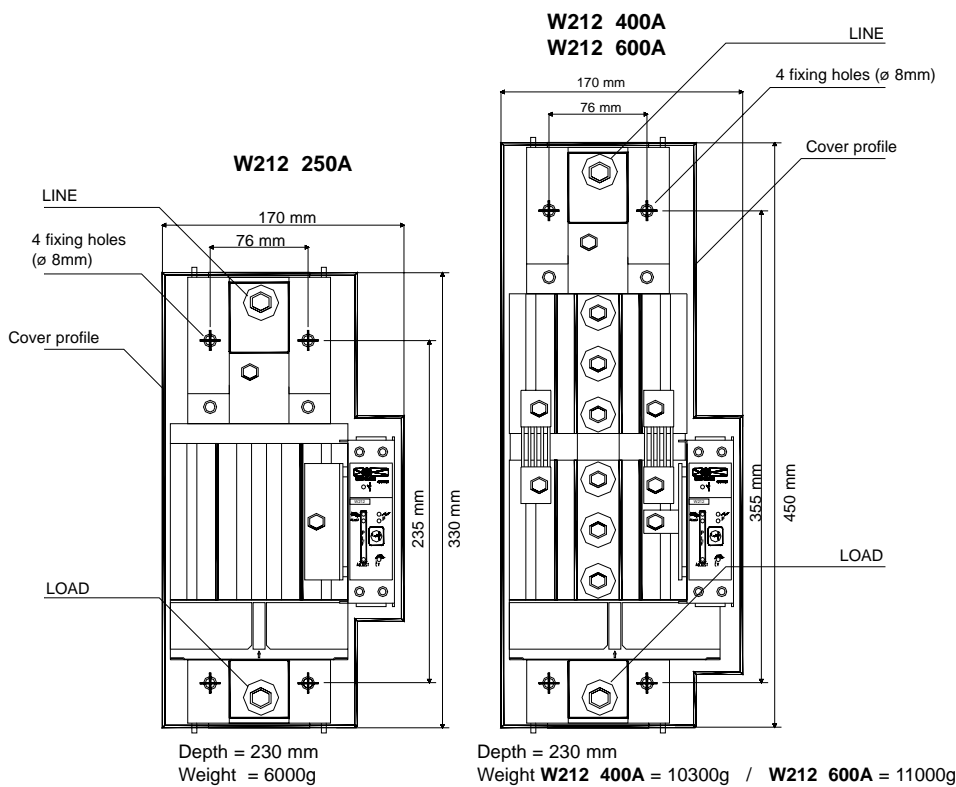 W212 400A
W212 600A
LINE
170 mm
4 fixing holes (ø 8mm)
76 mm
Cover profile
355 mm
450 mm
LOAD
W212
Depth = 230 mm
Weight W212 400A = 10300g / W212 600A = 11000g
W212 250A
LINE
170 mm
4 fixing holes
(ø 8mm)
76 mm
Cover profile
235 mm
330 mm
LOAD
W212
Depth = 230 mm
Weight = 6000g